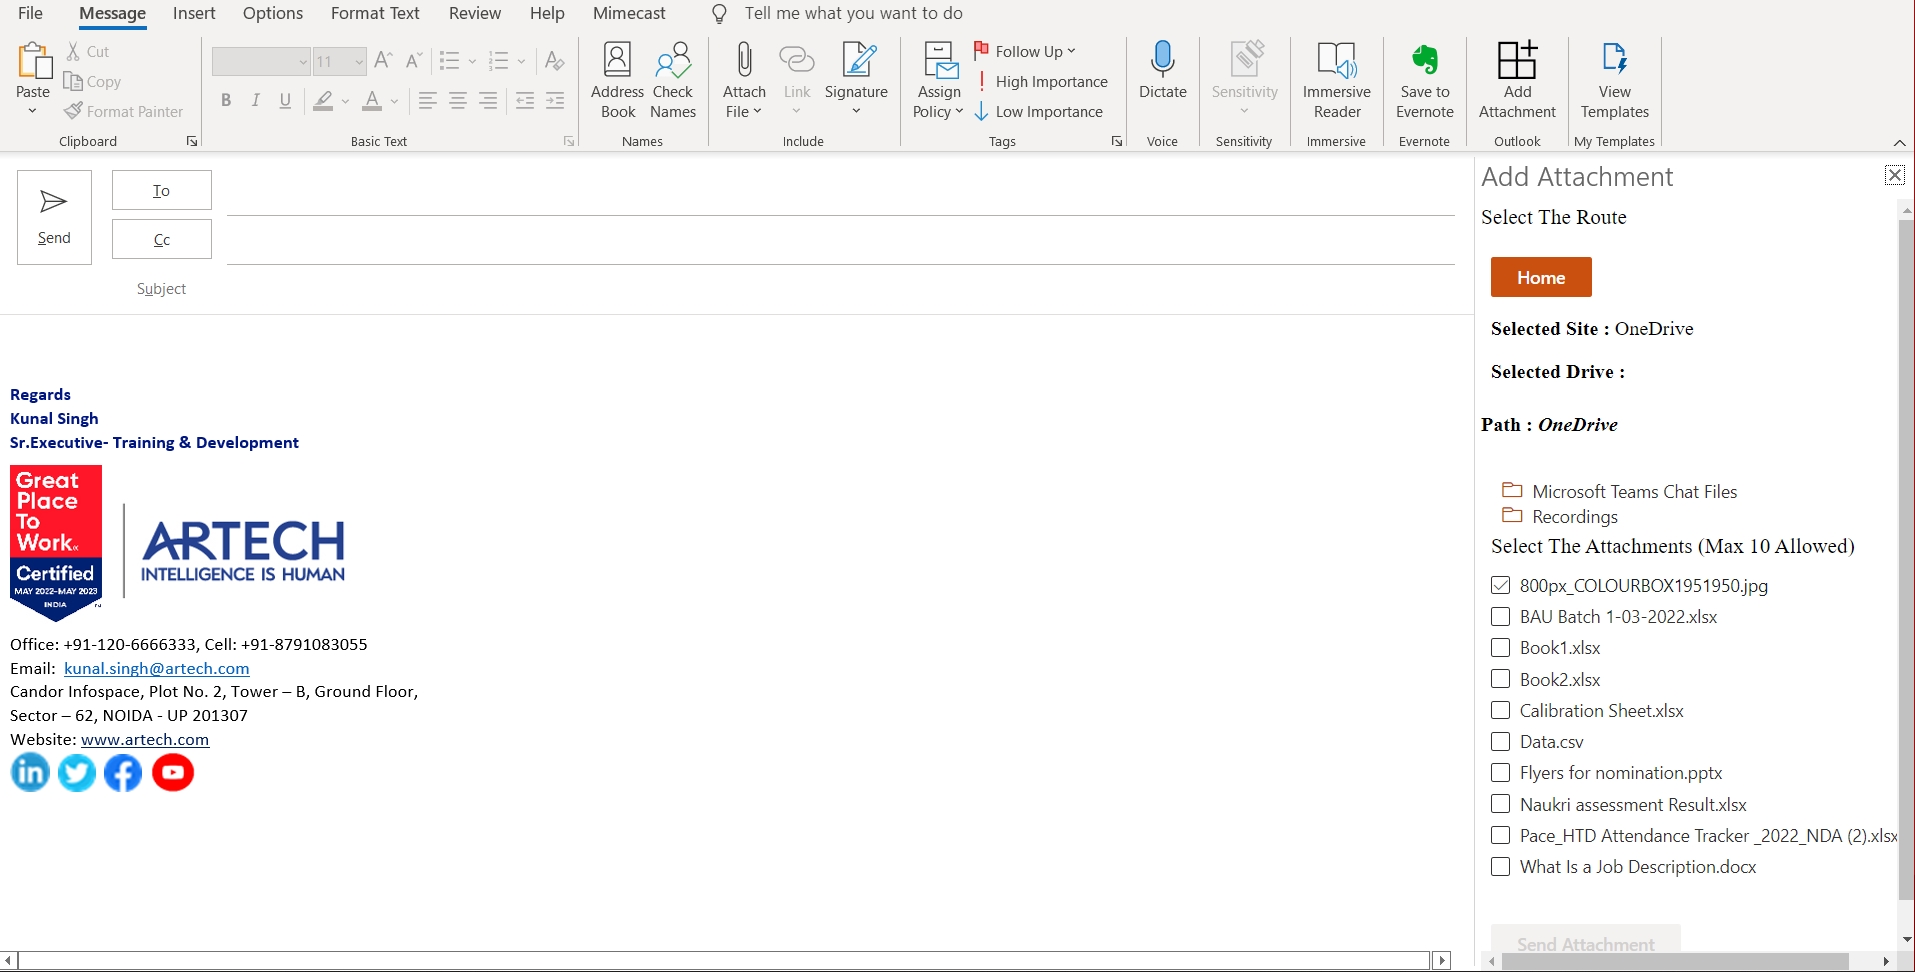 File Message Insert Options Format Text Review Help Mimecast Tell me what you want to do
Paste
Cut
Copy
Format Painter
Clipboard
11
B I U A
Basic Text
Address Book
Check Names
Names
Attach File
Link
Signature
Include
Assign Policy
Follow Up
High Importance
Low Importance
Tags
Dictate
Voice
Sensitivity
Sensitivity
Immersive Reader
Immersive
Save to Evernote
Evernote
Add Attachment
Outlook
View Templates
My Templates
Send
To
Cc
Subject
Regards
Kunal Singh
Sr.Executive- Training & Development
Great
Place
To
Work
Certified
MAY 2022-MAY 2023
INDIA
ARTECH
INTELLIGENCE IS HUMAN
Office: +91-120-6666333, Cell: +91-8791083055
Email: kunal.singh@artech.com
Candor Infospace, Plot No. 2, Tower – B, Ground Floor,
Sector – 62, NOIDA - UP 201307
Website: www.artech.com
in
Add Attachment
Select The Route
Home
Selected Site : OneDrive
Selected Drive :
Path : OneDrive
Microsoft Teams Chat Files
Recordings
Select The Attachments (Max 10 Allowed)
800px_COLOURBOX1951950.jpg
BAU Batch 1-03-2022.xlsx
Book1.xlsx
Book2.xlsx
Calibration Sheet.xlsx
Data.csv
Flyers for nomination.pptx
Naukri assessment Result.xlsx
Pace_HTD Attendance Tracker _2022_NDA (2).xlsx
What Is a Job Description.docx
Send Attachment